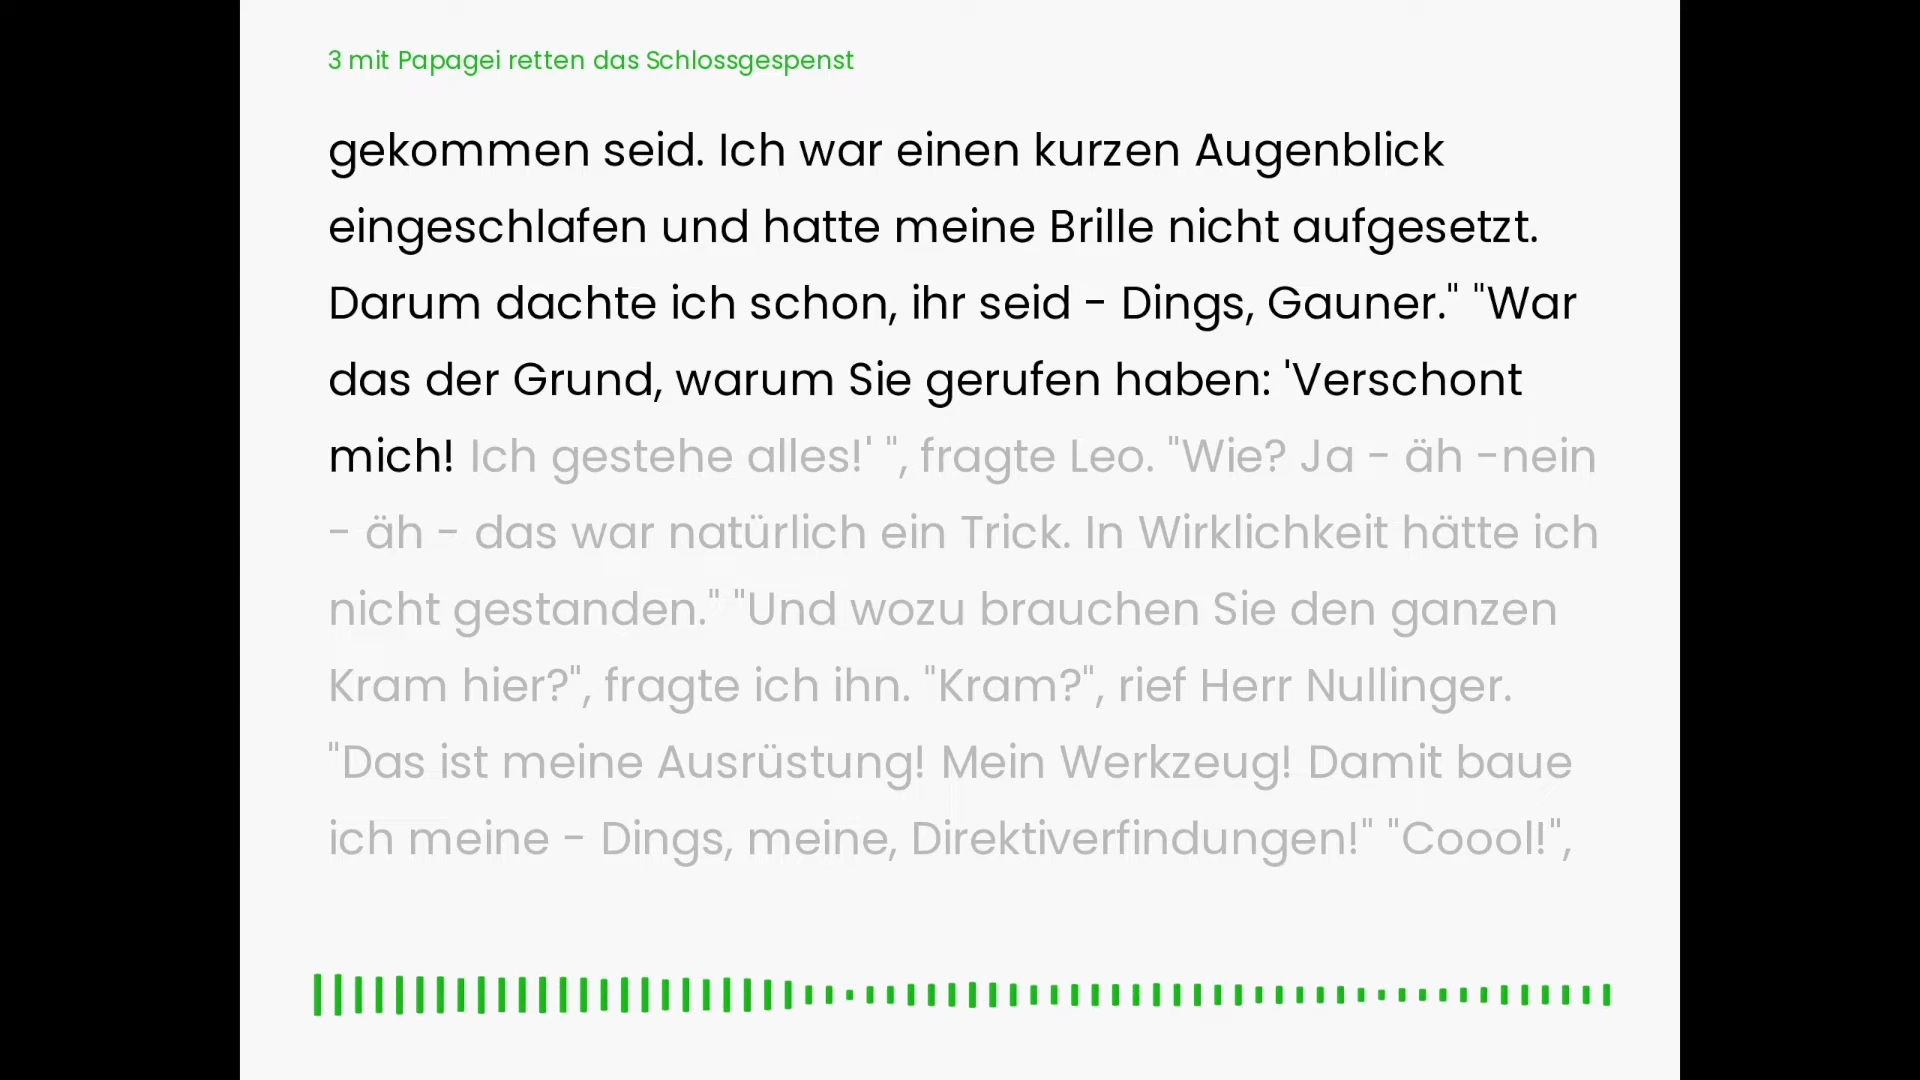 3 mit Papagei retten das Schlossgespenst
gekommen seid. Ich war einen kurzen Augenblick
eingeschlafen und hatte meine Brille nicht aufgesetzt.
Darum dachte ich schon, ihr seid - Dings, Gauner." "War
das der Grund, warum Sie gerufen haben: 'Verschont
mich! Ich gestehe alles!' ", fragte Leo. "Wie? Ja - äh -nein
- äh - das war natürlich ein Trick. In Wirklichkeit hätte ich
nicht gestanden." "Und wozu brauchen Sie den ganzen
Kram hier?", fragte ich ihn. "Kram?", rief Herr Nullinger.
"Das ist meine Ausrüstung! Mein Werkzeug! Damit baue
ich meine - Dings, meine, Direktiverfindungen!" "Coool!",